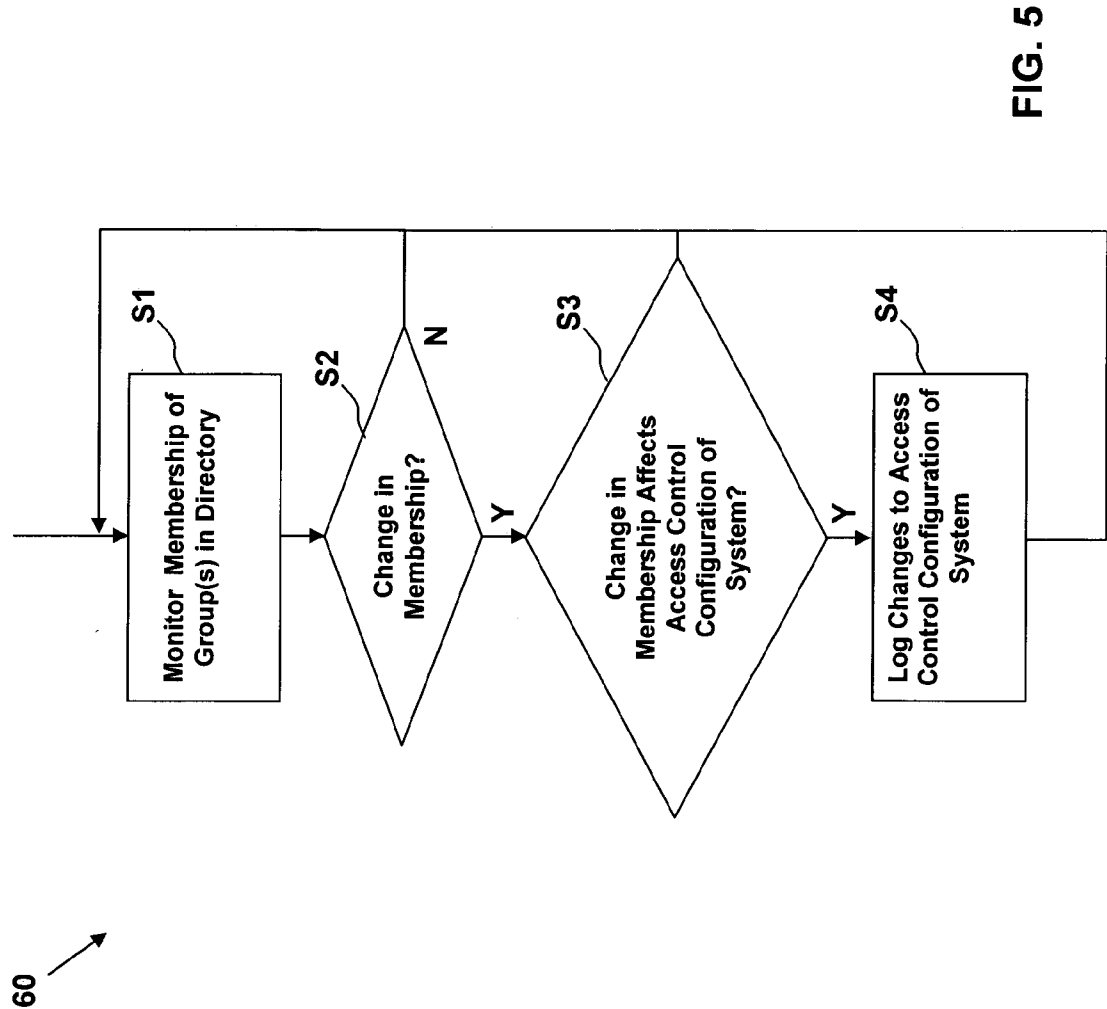 60
S1
Monitor Membership of
Group(s) in Directory
S2
Change in
Membership?
N
Y
S3
Change in
Membership Affects
Access Control
Configuration of
System?
Y
S4
Log Changes to Access
Control Configuration of
System
FIG. 5